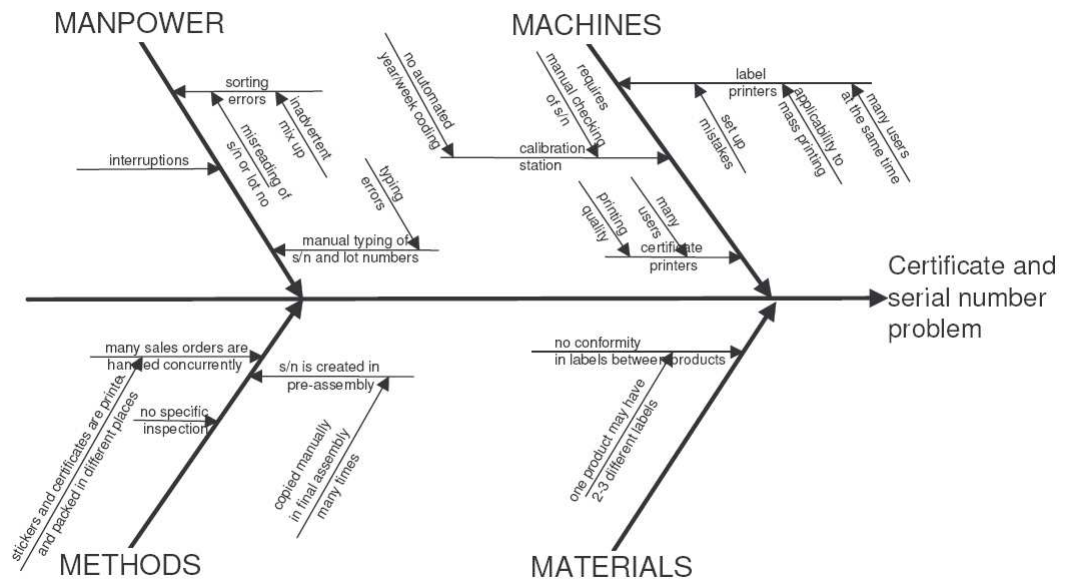 MANPOWER
sorting
errors
inadvertent
mix up
misreading of
s/n or lot no
interruptions
typing
errors
manual typing of
s/n and lot numbers
MACHINES
label
printers
set up
mistakes
applicability to
mass printing
many users
at the same time
no automated
year/week coding
requires
manual checking
of s/n
calibration
station
printing
quality
many
users
certificate
printers
Certificate and
serial number
problem
METHODS
many sales orders are
handled concurrently
stickers and certificates are printed
and packed in different places
s/n is created in
pre-assembly
copied manually
in final assembly
many times
no specific
inspection
MATERIALS
no conformity
in labels between products
one product may have
2-3 different labels